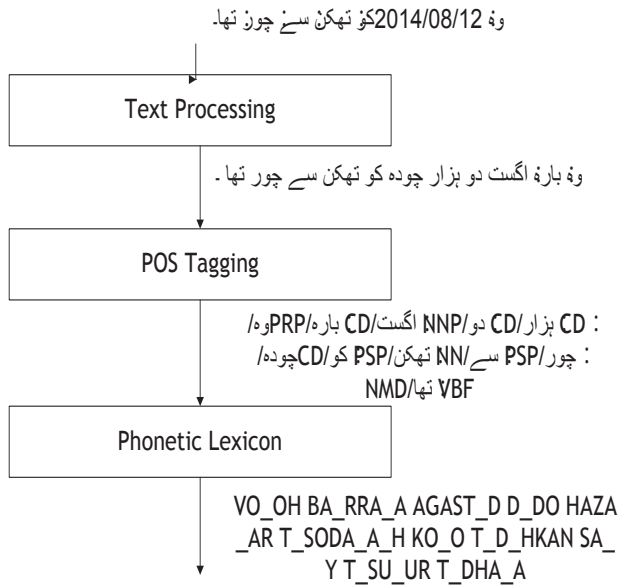 وہ 2014/08/12کو تھکن سے چور تھا۔
Text Processing
وہ بارہ اگست دو ہزار چودہ کو تھکن سے چور تھا ۔
POS Tagging
وہ/PRP بارہ/CD اگست/NNP دو/CD ہزار/CD :
چودہ/CD کو/PSP تھکن/NN سے/PSP چور/ :
NMD/تھا VBF
Phonetic Lexicon
VO_OH BA_RRA_A AGAST_D D_DO HAZA
_AR T_SODA_A_H KO_O T_D_HKAN SA_
Y T_SU_UR T_DHA_A